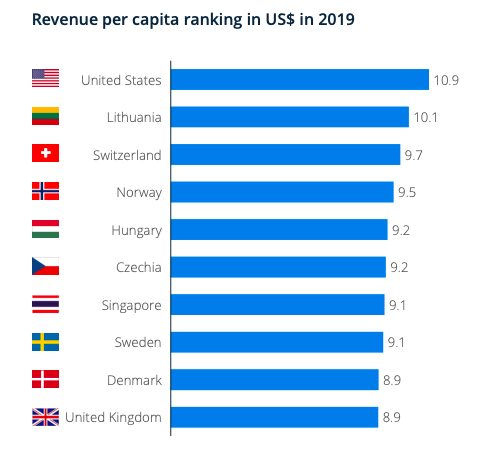 Revenue per capita ranking in US$ in 2019
United States 10.9
Lithuania 10.1
Switzerland 9.7
Norway 9.5
Hungary 9.2
Czechia 9.2
Singapore 9.1
Sweden 9.1
Denmark 8.9
United Kingdom 8.9